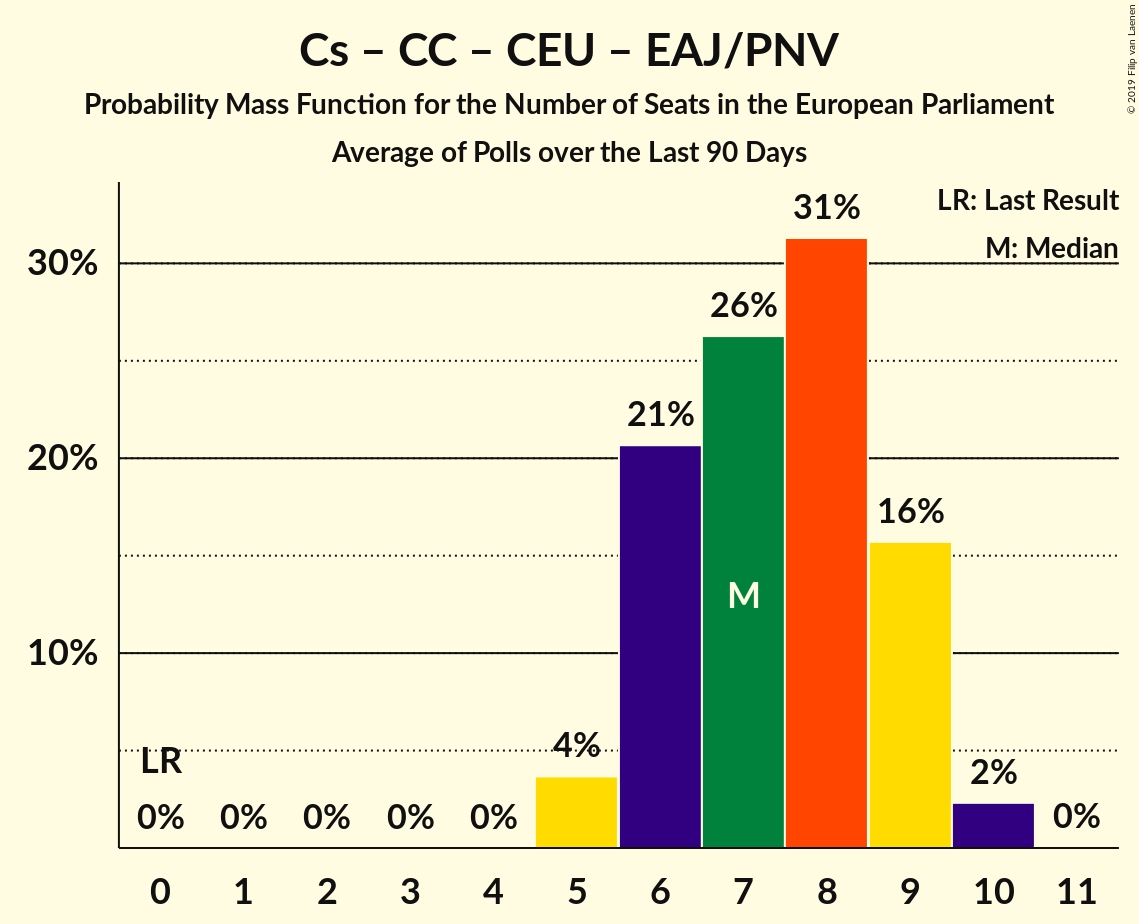 Cs – CC – CEU – EAJ/PNV
Probability Mass Function for the Number of Seats in the European Parliament
Average of Polls over the Last 90 Days
© 2019 Filip van Laenen
LR: Last Result
M: Median
31%
30%
26%
21%
20%
16%
M
10%
4%
LR
2%
0% 0% 0% 0% 0% 0%
0 1 2 3 4 5 6 7 8 9 10 11